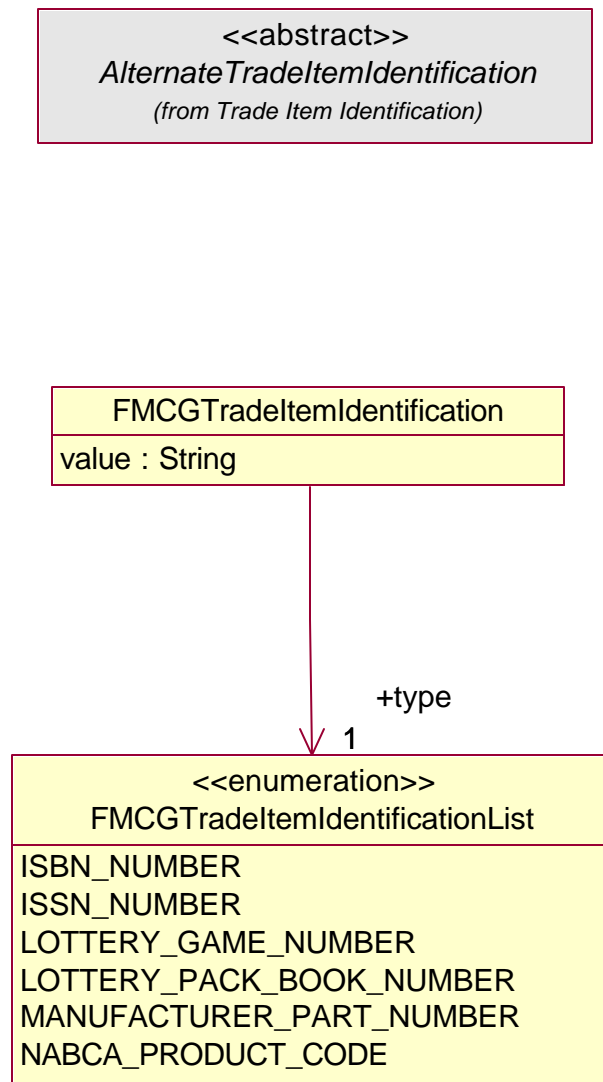 <<abstract>>
AlternateTradeItemIdentification
(from Trade Item Identification)
FMCGTradeItemIdentification
value : String
+type
1
<<enumeration>>
FMCGTradeItemIdentificationList
ISBN_NUMBER
ISSN_NUMBER
LOTTERY_GAME_NUMBER
LOTTERY_PACK_BOOK_NUMBER
MANUFACTURER_PART_NUMBER
NABCA_PRODUCT_CODE